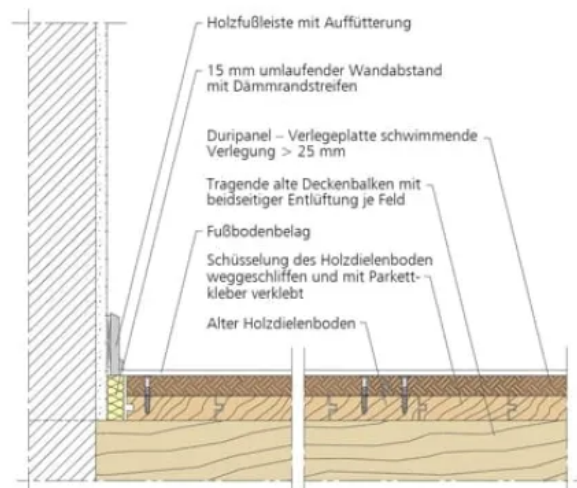 Holzfußleiste mit Auffütterung
15 mm umlaufender Wandabstand
mit Dämmrandstreifen
Duripanel – Verlegeplatte schwimmende
Verlegung > 25 mm
Tragende alte Deckenbalken mit
beidseitiger Entlüftung je Feld
Fußbodenbelag
Schüsselung des Holzdielenboden
weggeschliffen und mit Parkett-
kleber verklebt
Alter Holzdielenboden